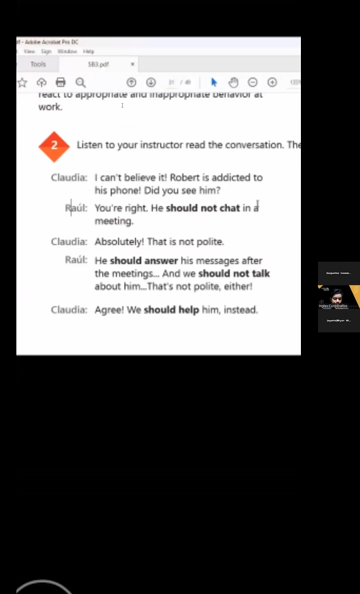 df - Adobe Acrobat Pro DC
View Sign Window Help
Tools SB3.pdf
react to appropriate and inappropriate behavior at
work.
2 Listen to your instructor read the conversation. The
Claudia: I can't believe it! Robert is addicted to
his phone! Did you see him?
Raúl: You're right. He should not chat in a
meeting.
Claudia: Absolutely! That is not polite.
Raúl: He should answer his messages after
the meetings... And we should not talk
about him...That's not polite, either!
Claudia: Agree! We should help him, instead.